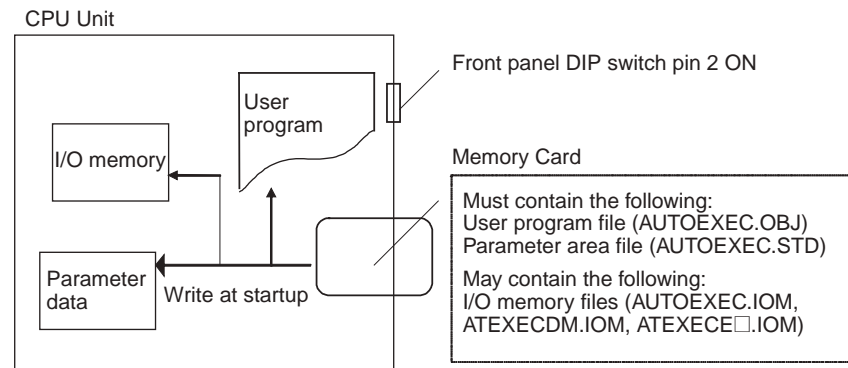 CPU Unit
Front panel DIP switch pin 2 ON
User
program
I/O memory
Memory Card
Must contain the following:
User program file (AUTOEXEC.OBJ)
Parameter area file (AUTOEXEC.STD)
May contain the following:
I/O memory files (AUTOEXEC.IOM,
ATEXECDM.IOM, ATEXECE□.IOM)
Parameter
data
Write at startup